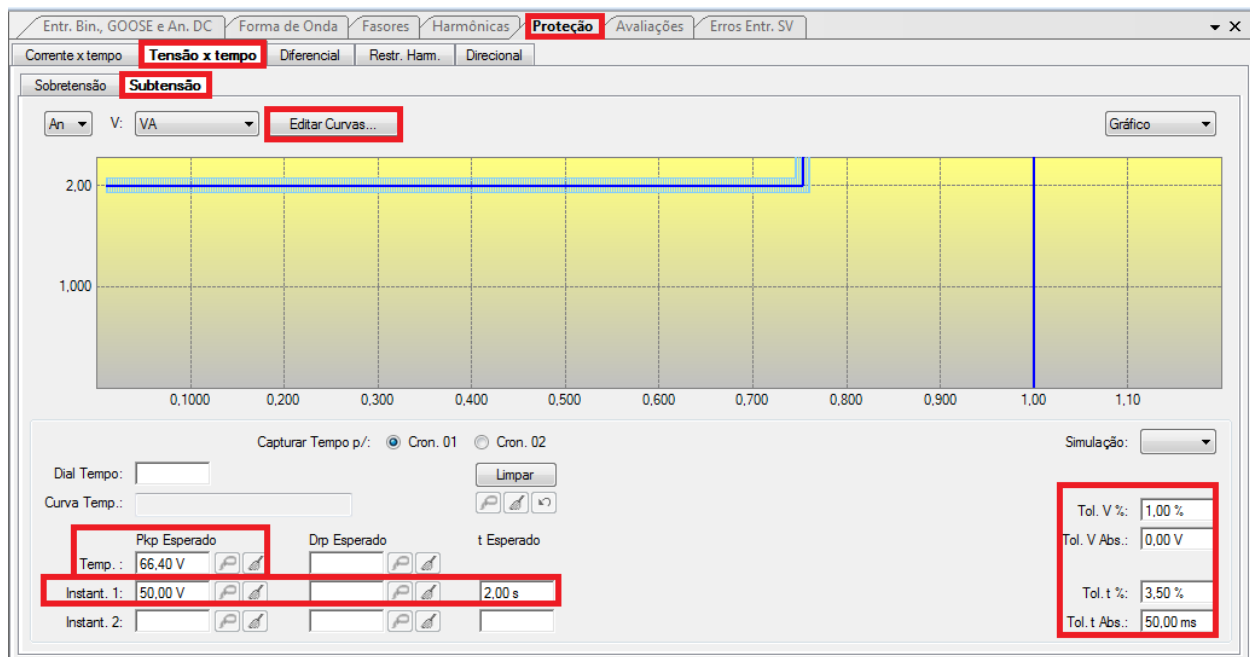 Entr. Bin., GOOSE e An. DC Forma de Onda Fasores Harmônicas Proteção Avaliações Erros Entr. SV
Corrente x tempo Tensão x tempo Diferencial Restr. Harm. Direcional
Sobretensão Subtensão
An V: VA Editar Curvas... Gráfico
2,00
1,000
0,1000 0,200 0,300 0,400 0,500 0,600 0,700 0,800 0,900 1,00 1,10
Capturar Tempo p/: Cron. 01 Cron. 02 Simulação:
Dial Tempo: Limpar
Curva Temp.: Tol. V %: 1,00 %
Pkp Esperado Drp Esperado t Esperado Tol. V Abs.: 0,00 V
Temp. : 66,40 V
Instant. 1: 50,00 V 2,00 s Tol. t %: 3,50 %
Instant. 2: Tol. t Abs.: 50,00 ms